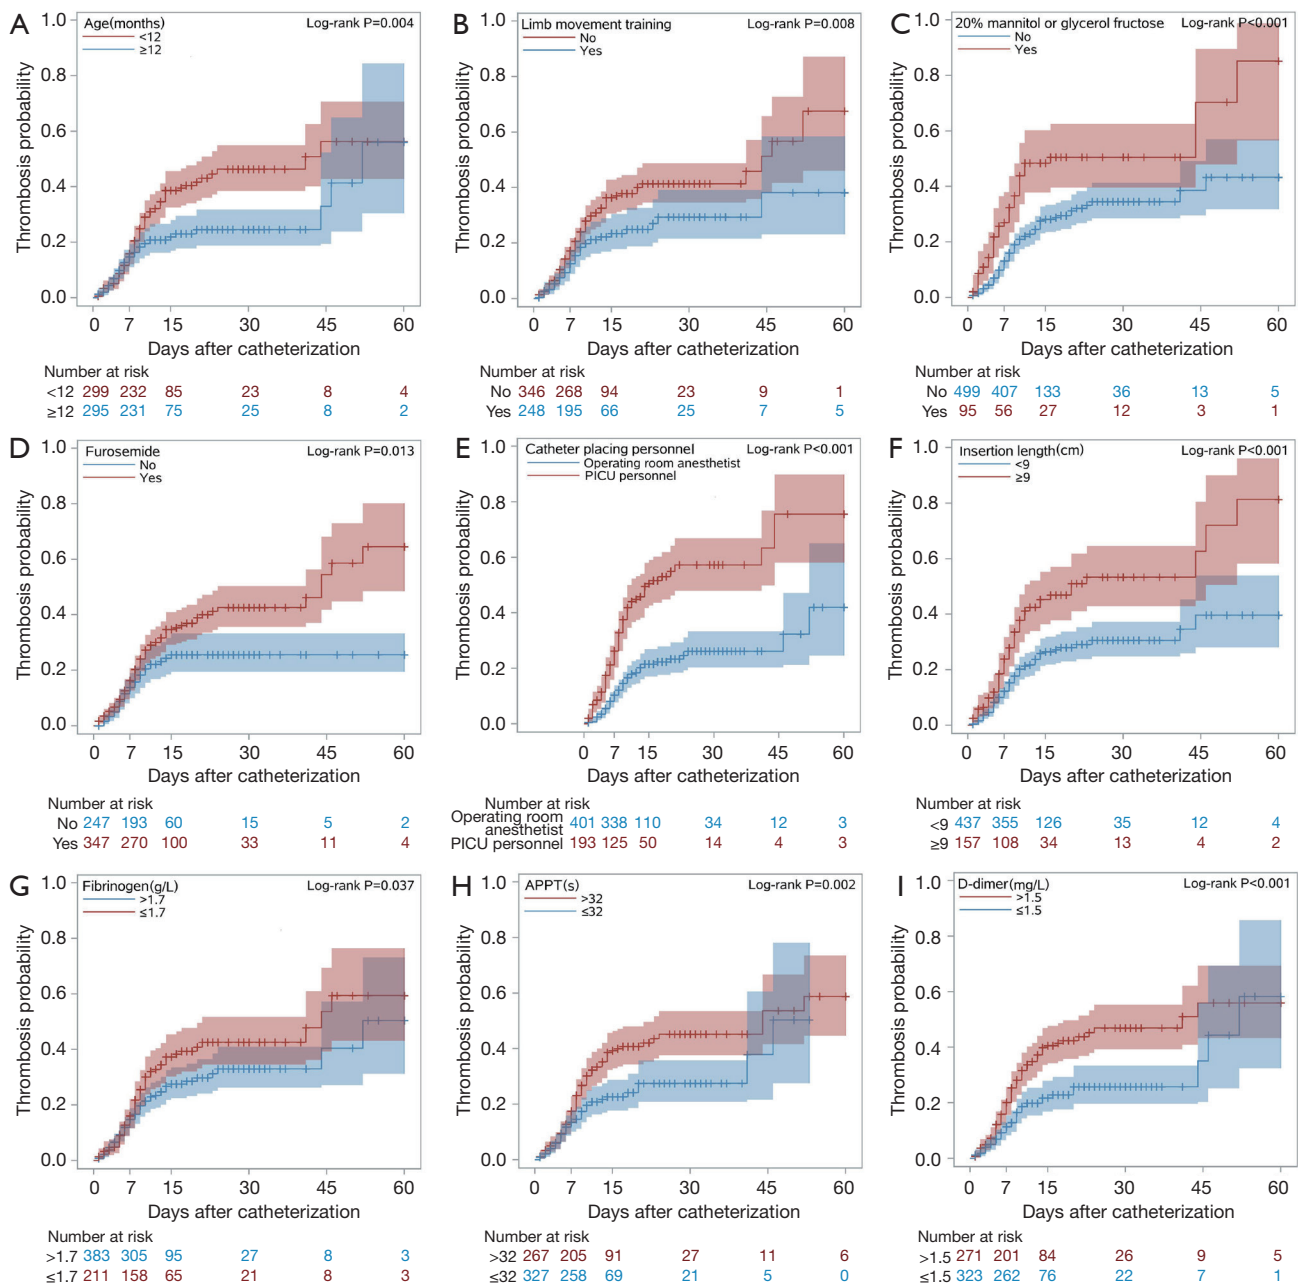 A
Age(months)
<12
≥12
Log-rank P=0.004
Thrombosis probability
1.0
0.8
0.6
0.4
0.2
0.0
0 7 15 30 45 60
Days after catheterization
Number at risk
<12 299 232 85 23 8 4
≥12 295 231 75 25 8 2
B
Limb movement training
No
Yes
Log-rank P=0.008
Thrombosis probability
1.0
0.8
0.6
0.4
0.2
0.0
0 7 15 30 45 60
Days after catheterization
Number at risk
No 346 268 94 23 9 1
Yes 248 195 66 25 7 5
C
20% mannitol or glycerol fructose
No
Yes
Log-rank P<0.001
Thrombosis probability
1.0
0.8
0.6
0.4
0.2
0.0
0 7 15 30 45 60
Days after catheterization
Number at risk
No 499 407 133 36 13 5
Yes 95 56 27 12 3 1
D
Furosemide
No
Yes
Log-rank P=0.013
Thrombosis probability
1.0
0.8
0.6
0.4
0.2
0.0
0 7 15 30 45 60
Days after catheterization
Number at risk
No 247 193 60 15 5 2
Yes 347 270 100 33 11 4
E
Catheter placing personnel
Operating room anesthetist
PICU personnel
Log-rank P<0.001
Thrombosis probability
1.0
0.8
0.6
0.4
0.2
0.0
0 7 15 30 45 60
Days after catheterization
Number at risk
Operating room
anesthetist 401 338 110 34 12 3
PICU personnel 193 125 50 14 4 3
F
Insertion length(cm)
<9
≥9
Log-rank P<0.001
Thrombosis probability
1.0
0.8
0.6
0.4
0.2
0.0
0 7 15 30 45 60
Days after catheterization
Number at risk
<9 437 355 126 35 12 4
≥9 157 108 34 13 4 2
G
Fibrinogen(g/L)
>1.7
≤1.7
Log-rank P=0.037
Thrombosis probability
1.0
0.8
0.6
0.4
0.2
0.0
0 7 15 30 45 60
Days after catheterization
Number at risk
>1.7 383 305 95 27 8 3
≤1.7 211 158 65 21 8 3
H
APPT(s)
>32
≤32
Log-rank P=0.002
Thrombosis probability
1.0
0.8
0.6
0.4
0.2
0.0
0 7 15 30 45 60
Days after catheterization
Number at risk
>32 267 205 91 27 11 6
≤32 327 258 69 21 5 0
I
D-dimer(mg/L)
>1.5
≤1.5
Log-rank P<0.001
Thrombosis probability
1.0
0.8
0.6
0.4
0.2
0.0
0 7 15 30 45 60
Days after catheterization
Number at risk
>1.5 271 201 84 26 9 5
≤1.5 323 262 76 22 7 1